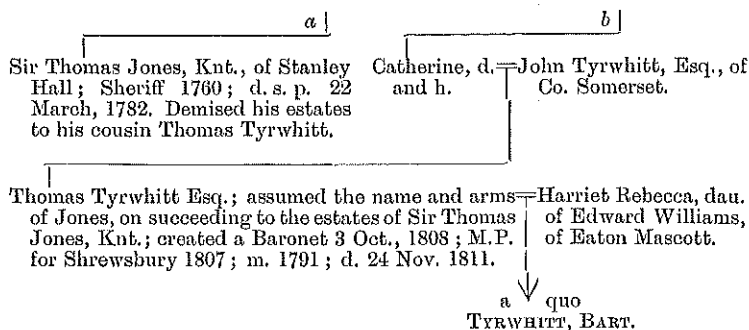 a b
Sir Thomas Jones, Knt., of Stanley
Hall; Sheriff 1760; d. s. p. 22
March, 1782. Demised his estates
to his cousin Thomas Tyrwhitt.
Catherine, d.
and h.
John Tyrwhitt, Esq., of
Co. Somerset.
Thomas Tyrwhitt Esq.; assumed the name and arms
of Jones, on succeeding to the estates of Sir Thomas
Jones, Knt.; created a Baronet 3 Oct., 1808; M.P.
for Shrewsbury 1807; m. 1791; d. 24 Nov. 1811.
Harriet Rebecca, dau.
of Edward Williams,
of Eaton Mascott.
a quo
TYRWHITT, BART.